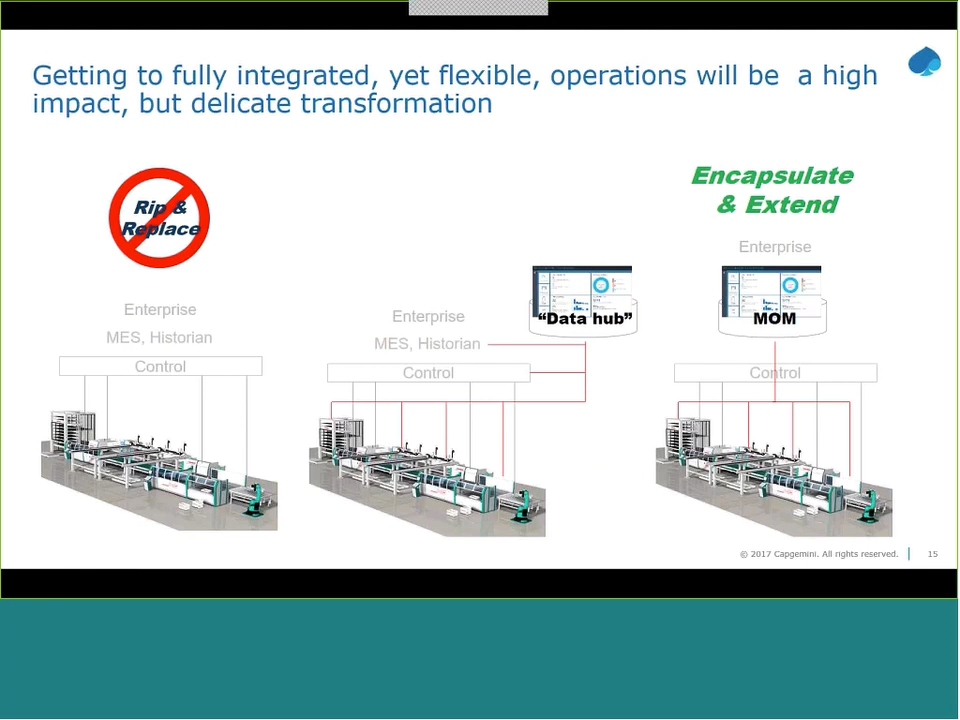 Getting to fully integrated, yet flexible, operations will be a high
impact, but delicate transformation
Rip &
Replace
Enterprise
MES, Historian
Control
Enterprise
MES, Historian
Control
"Data hub"
Encapsulate
& Extend
Enterprise
MOM
Control
© 2017 Capgemini. All rights reserved.
15